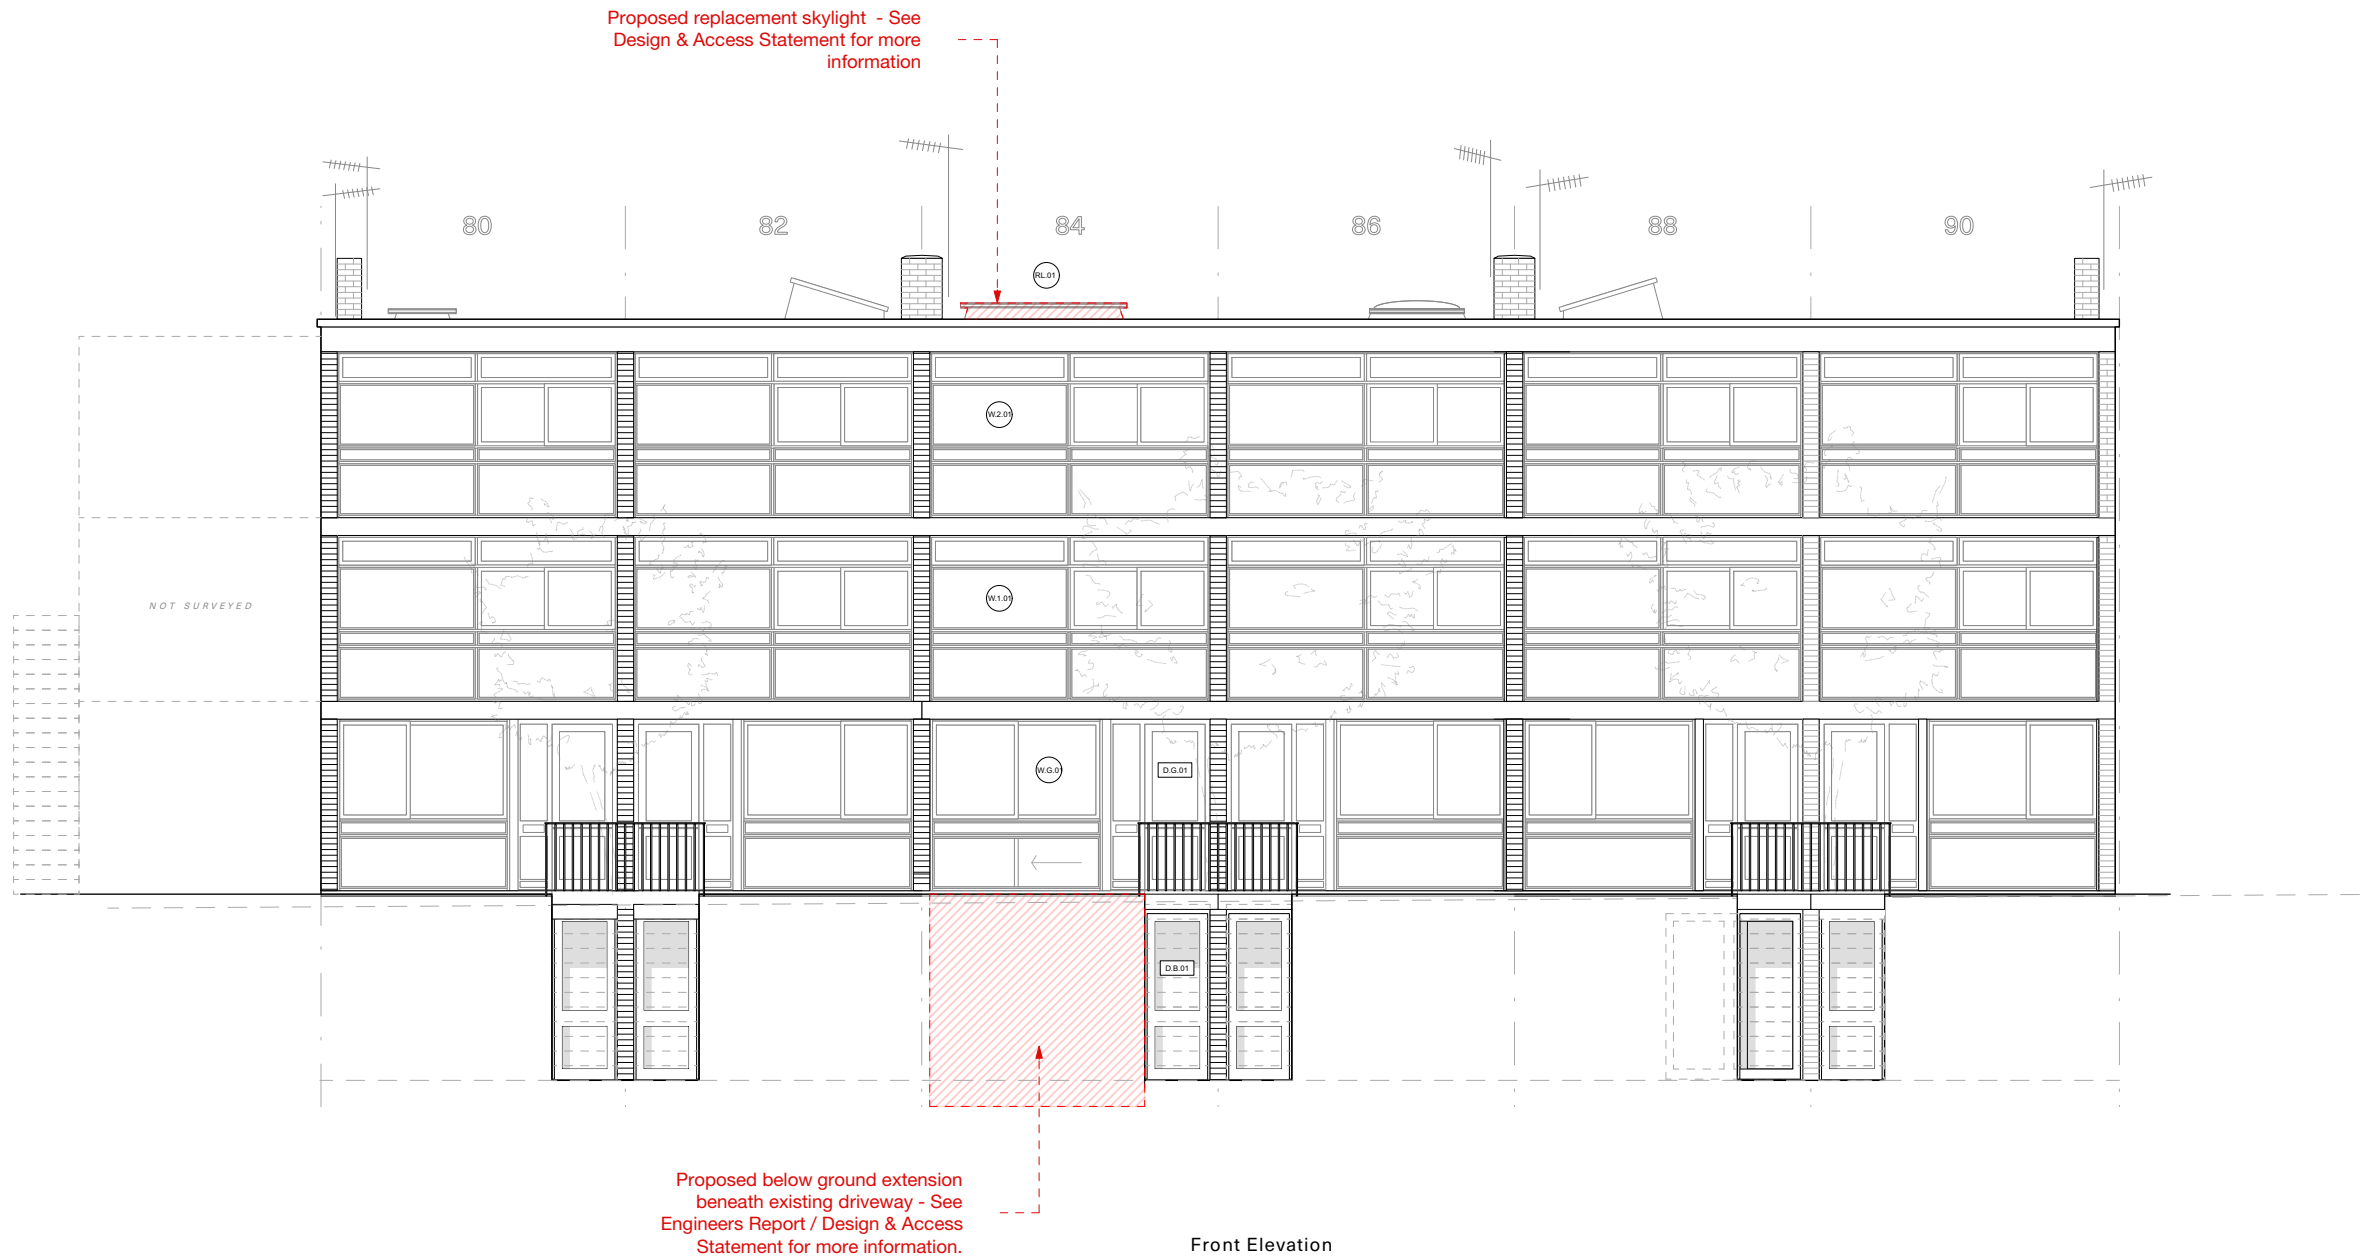 Proposed replacement skylight - See
Design & Access Statement for more
information
80
82
84
86
88
90
RL.01
W.2.01
NOT SURVEYED
W.1.01
W.G.01
D.G.01
D.B.01
Proposed below ground extension
beneath existing driveway - See
Engineers Report / Design & Access
Statement for more information.
Front Elevation